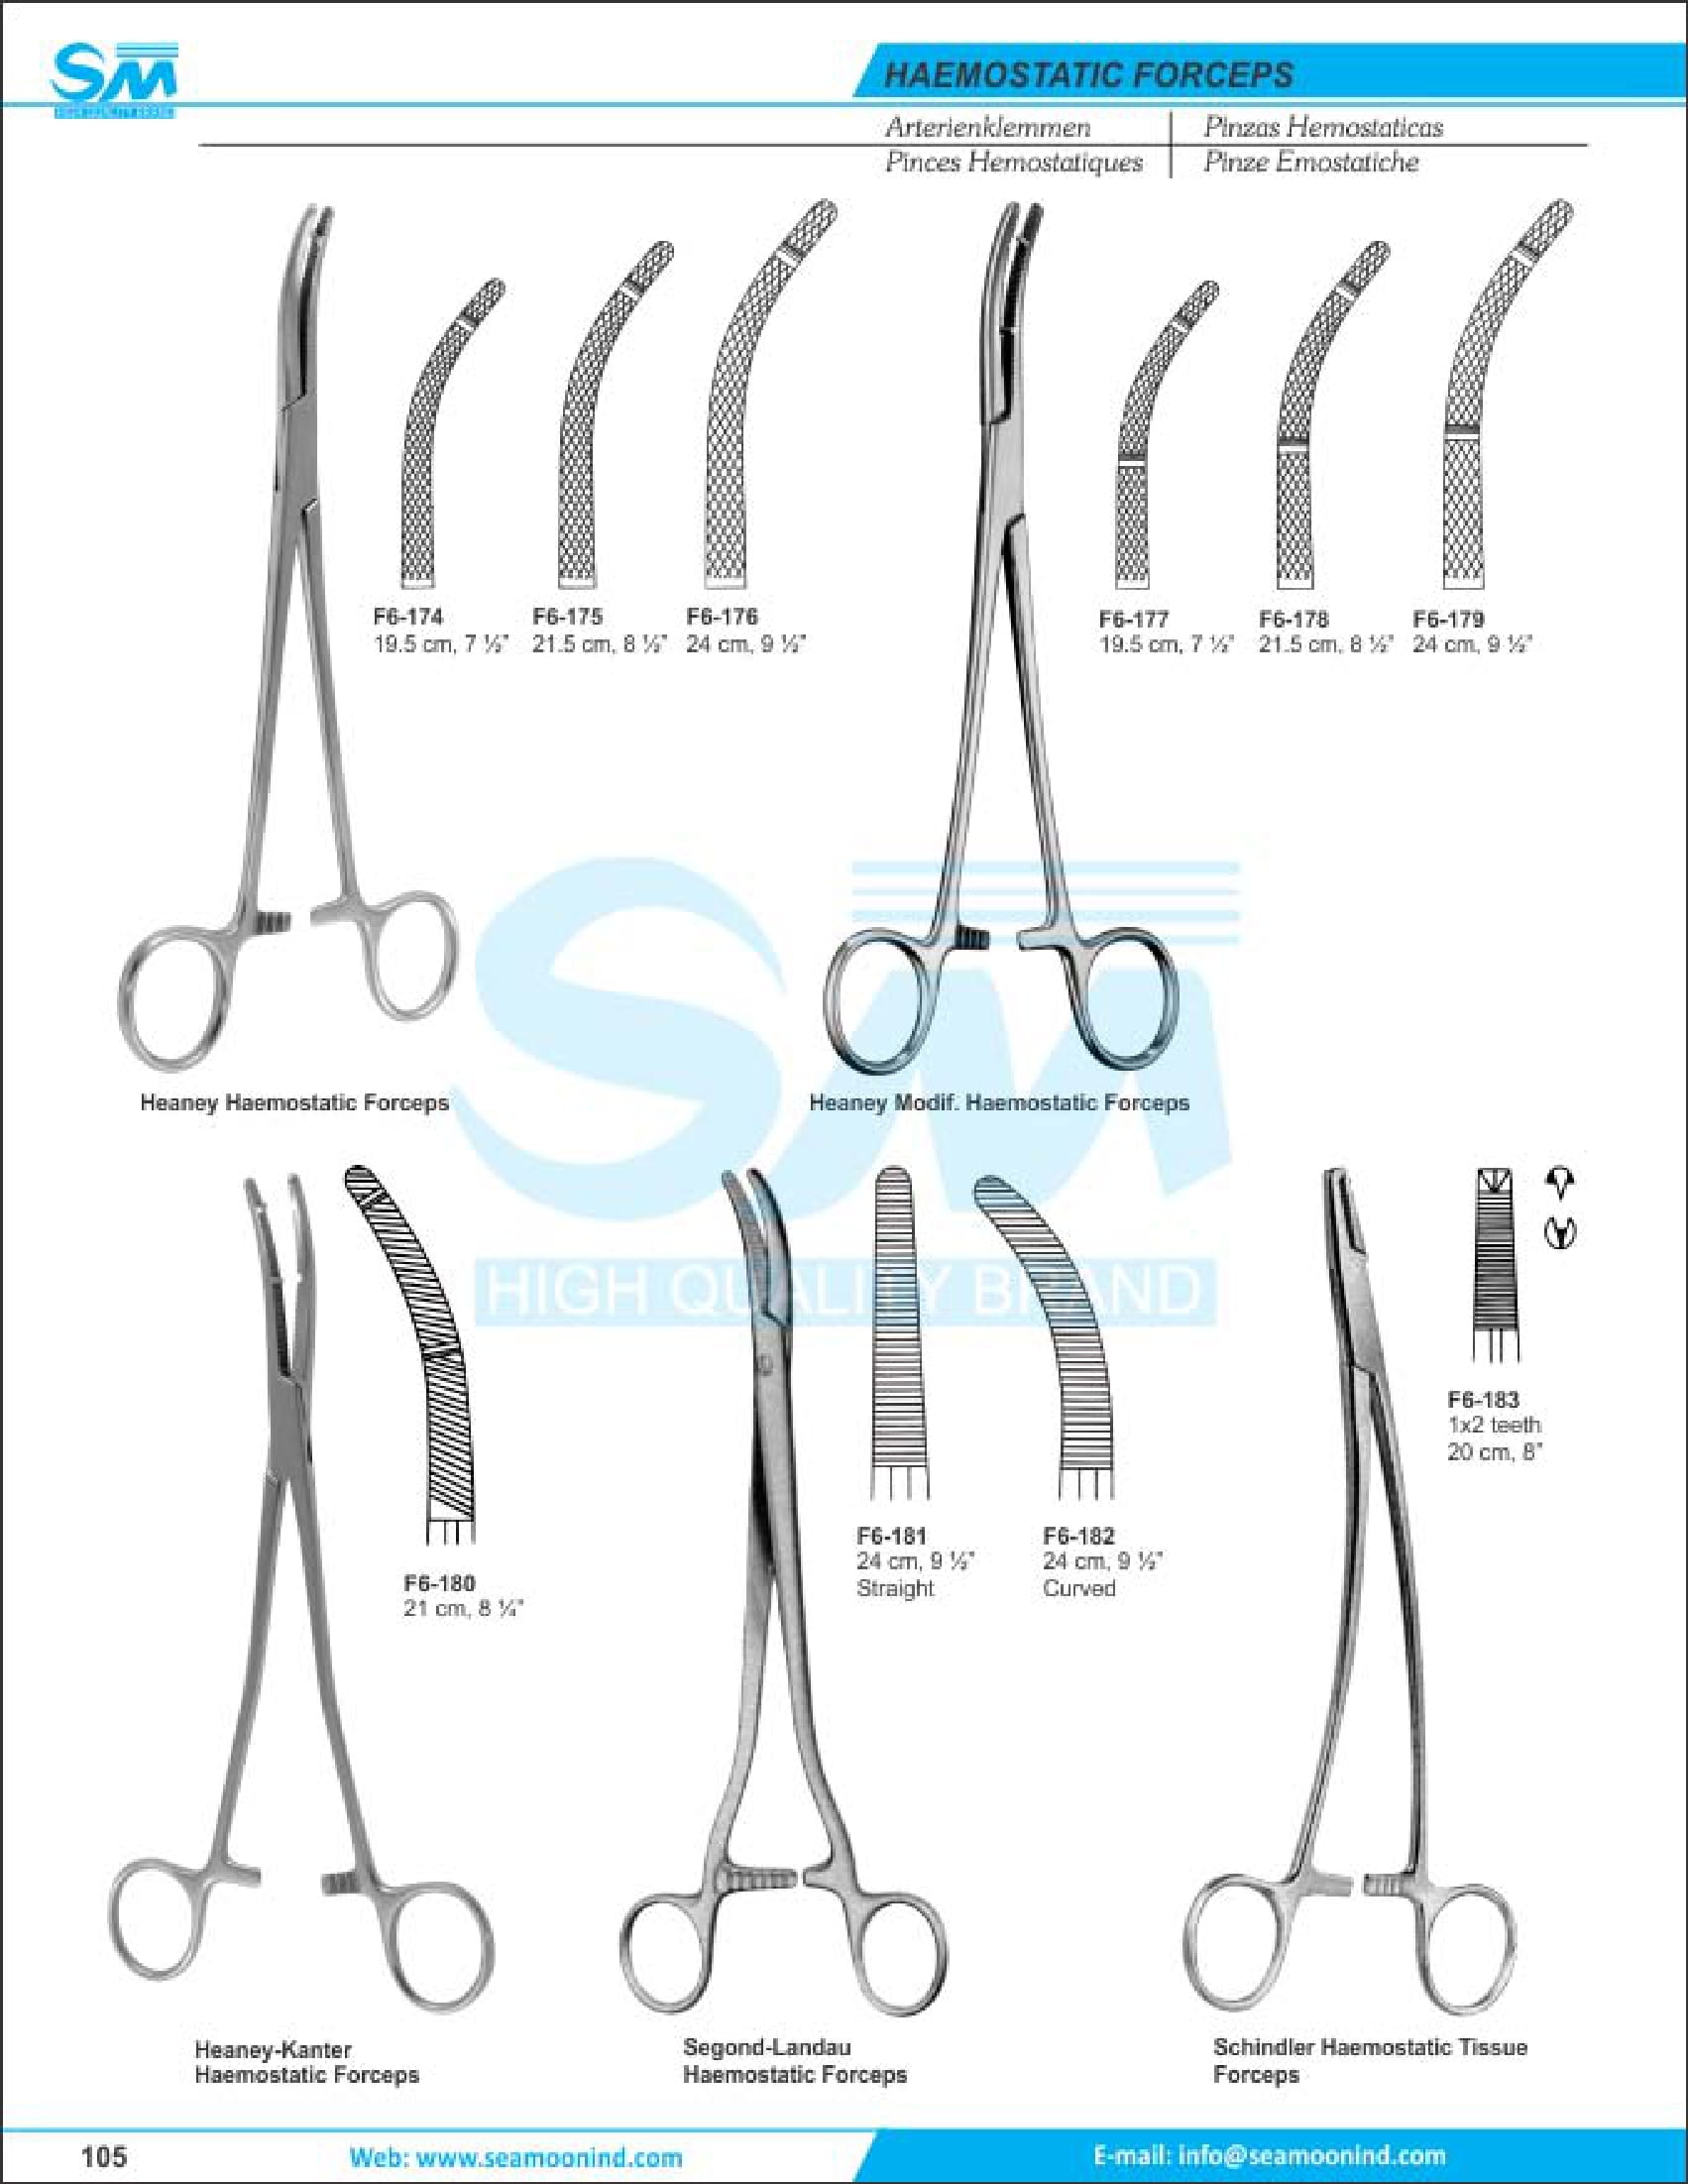 SM
HAEMOSTATIC FORCEPS
Arterienklemmen
Pinzas Hemostaticas
Pinces Hemostatiques
Pinze Emostatiche
F6-174
19.5 cm, 7 ½"
F6-175
21.5 cm, 8 ½"
F6-176
24 cm, 9 ½"
F6-177
19.5 cm, 7 ½"
F6-178
21.5 cm, 8 ½"
F6-179
24 cm, 9 ½"
Heaney Haemostatic Forceps
Heaney Modif. Haemostatic Forceps
SM
HIGH QUALITY BRAND
F6-180
21 cm, 8 ¼"
F6-181
24 cm, 9 ½"
Straight
F6-182
24 cm, 9 ½"
Curved
F6-183
1x2 teeth
20 cm, 8"
Heaney-Kanter
Haemostatic Forceps
Segond-Landau
Haemostatic Forceps
Schindler Haemostatic Tissue
Forceps
105
Web: www.seamoonind.com
E-mail: info@seamoonind.com